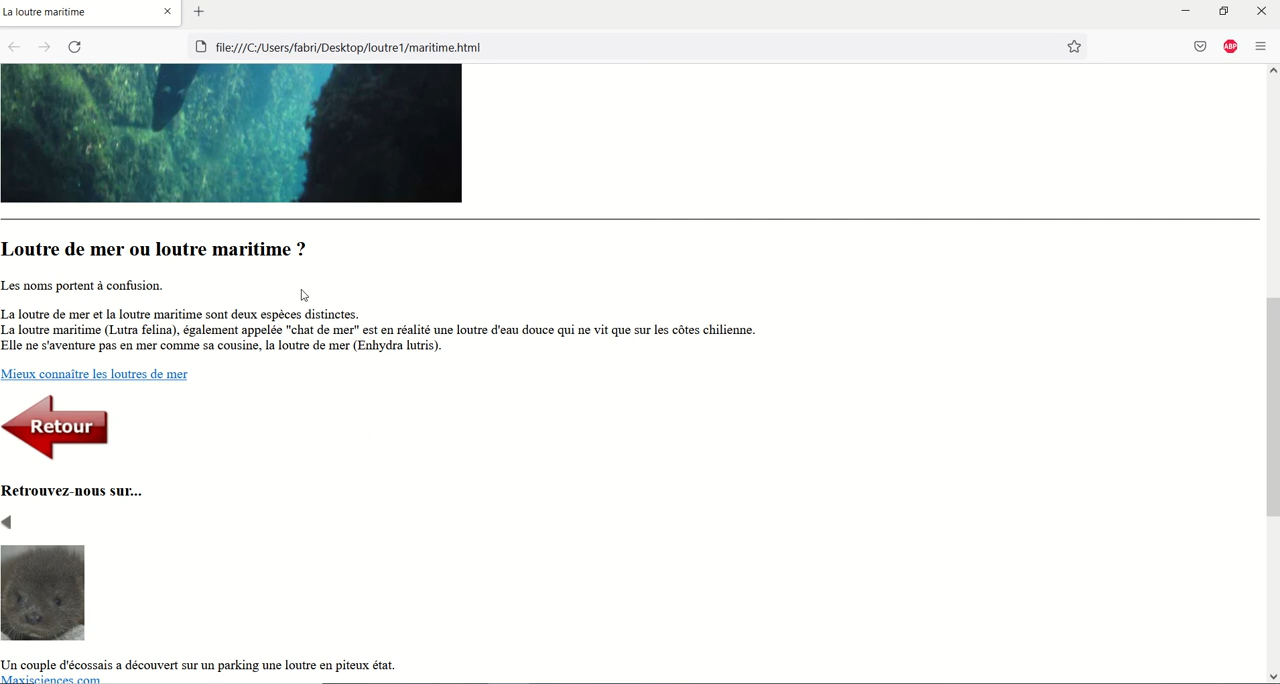 La loutre maritime
file:///C:/Users/fabri/Desktop/loutre1/maritime.html
ABP
Loutre de mer ou loutre maritime ?
Les noms portent à confusion.
La loutre de mer et la loutre maritime sont deux espèces distinctes.
La loutre maritime (Lutra felina), également appelée "chat de mer" est en réalité une loutre d'eau douce qui ne vit que sur les côtes chilienne.
Elle ne s'aventure pas en mer comme sa cousine, la loutre de mer (Enhydra lutris).
Mieux connaître les loutres de mer
Retour
Retrouvez-nous sur...
Un couple d'écossais a découvert sur un parking une loutre en piteux état.
Maxisciences.com